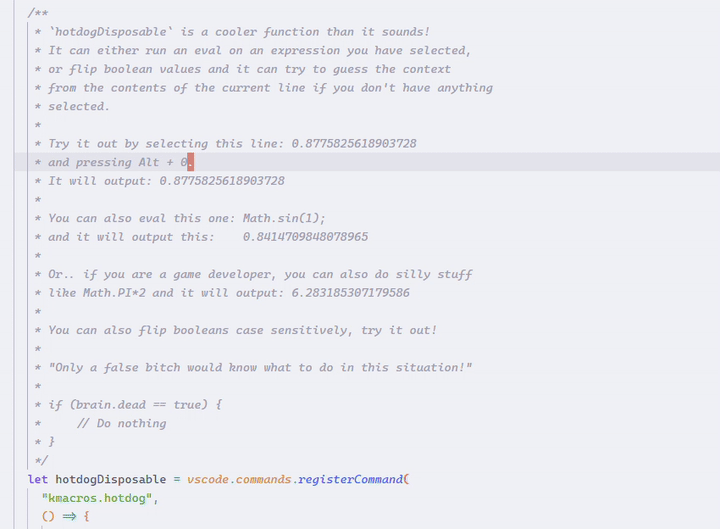 /**
* `hotdogDisposable` is a cooler function than it sounds!
* It can either run an eval on an expression you have selected,
* or flip boolean values and it can try to guess the context
* from the contents of the current line if you don't have anything
* selected.
*
* Try it out by selecting this line: 0.8775825618903728
* and pressing Alt + 0.
* It will output: 0.8775825618903728
*
* You can also eval this one: Math.sin(1);
* and it will output this:    0.8414709848078965
*
* Or.. if you are a game developer, you can also do silly stuff
* like Math.PI*2 and it will output: 6.283185307179586
*
* You can also flip booleans case sensitively, try it out!
*
* "Only a false bitch would know what to do in this situation!"
*
* if (brain.dead == true) {
*     // Do nothing
* }
*/
let hotdogDisposable = vscode.commands.registerCommand(
"kmacros.hotdog",
() => {